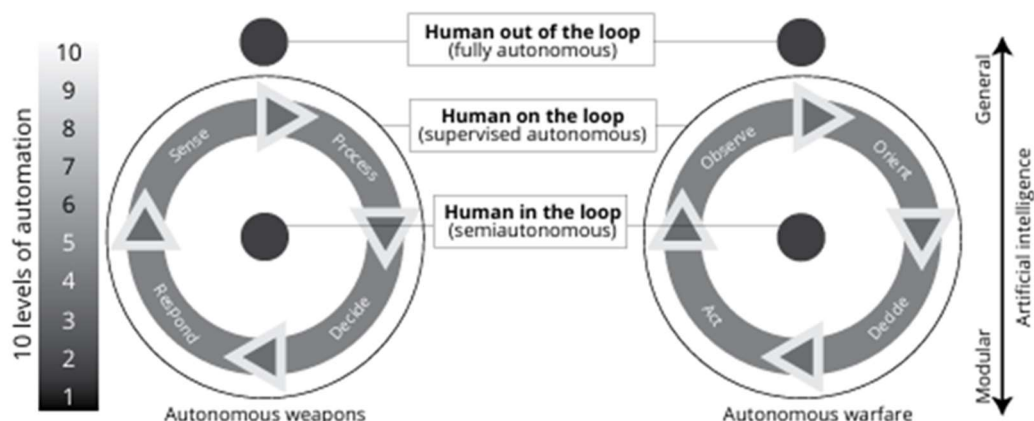 Human out of the loop
(fully autonomous)
Human on the loop
(supervised autonomous)
Human in the loop
(semiautonomous)
10 levels of automation
10
9
8
7
6
5
4
3
2
1
Sense
Process
Decide
Respond
Autonomous weapons
Observe
Orient
Decide
Act
Autonomous warfare
General
Modular
Artificial intelligence